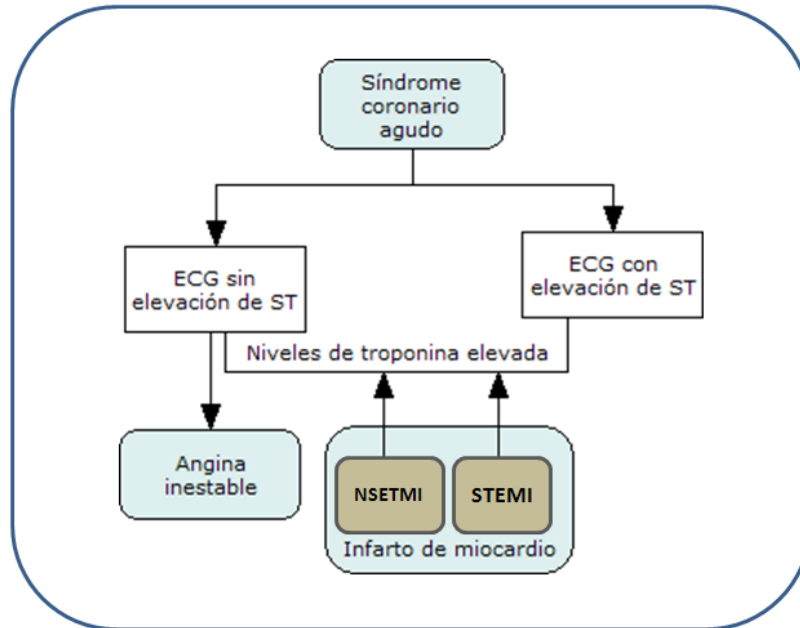 Síndrome
coronario
agudo
ECG sin
elevación de ST
ECG con
elevación de ST
Niveles de troponina elevada
Angina
inestable
NSETMI
STEMI
Infarto de miocardio